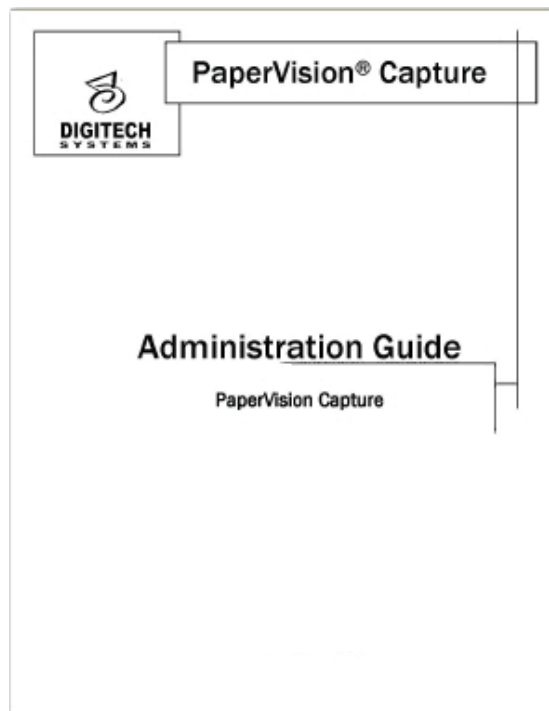 PaperVision® Capture
DIGITECH
SYSTEMS
Administration Guide
PaperVision Capture